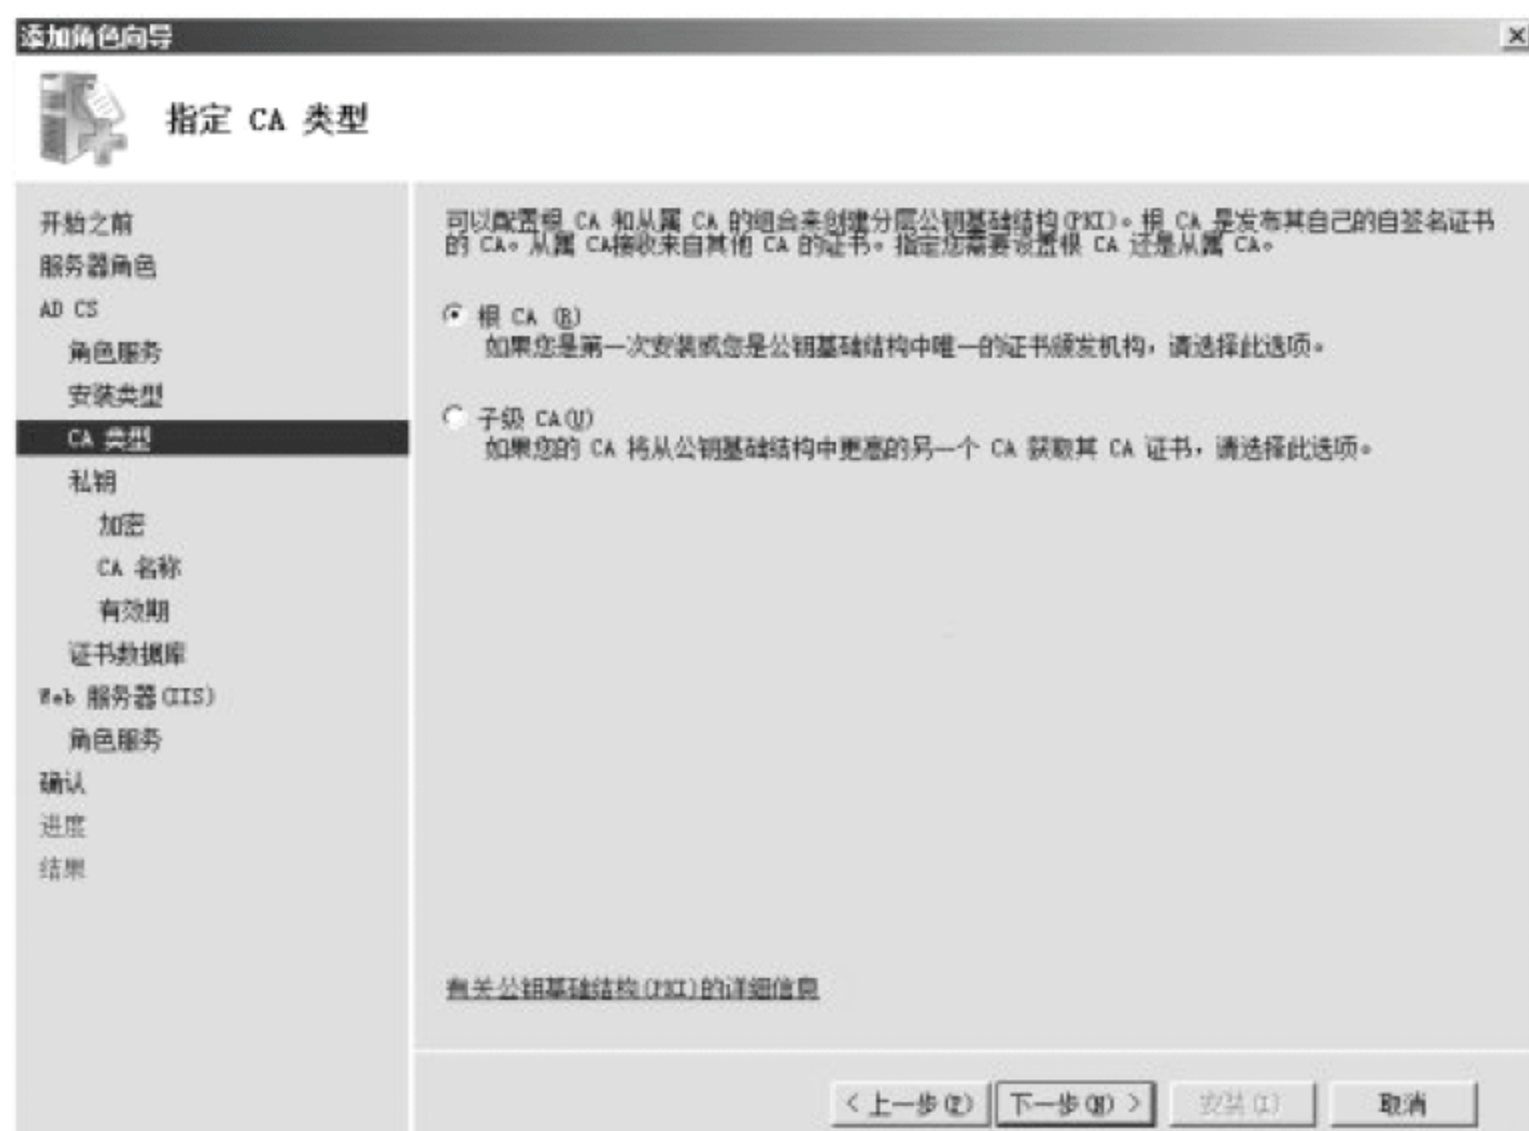 添加角色向导
指定 CA 类型
开始之前
服务器角色
AD CS
角色服务
安装类型
CA 类型
私钥
加密
CA 名称
有效期
证书数据库
Web 服务器(IIS)
角色服务
确认
进度
结果
可以配置根 CA 和从属 CA 的组合来创建分层公钥基础结构(PKI)。根 CA 是发布其自己的自签名证书
的 CA。从属 CA接收来自其他 CA 的证书。指定您需要设置根 CA 还是从属 CA。
根 CA (R)
如果您是第一次安装或您是公钥基础结构中唯一的证书颁发机构，请选择此选项。
子级 CA(U)
如果您的 CA 将从公钥基础结构中更高的另一个 CA 获取其 CA 证书，请选择此选项。
有关公钥基础结构(PKI)的详细信息
< 上一步(P)
下一步(N) >
安装(I)
取消